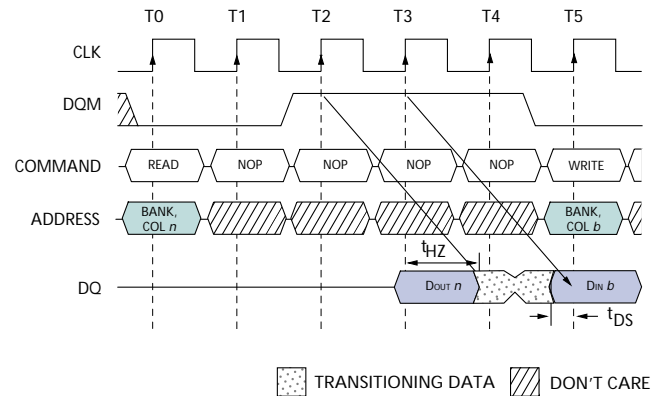 T0 T1 T2 T3 T4 T5
CLK
DQM
COMMAND READ NOP NOP NOP NOP WRITE
ADDRESS BANK, COL n BANK, COL b
tHZ
DQ DOUT n DIN b
tDS
TRANSITIONING DATA DON'T CARE